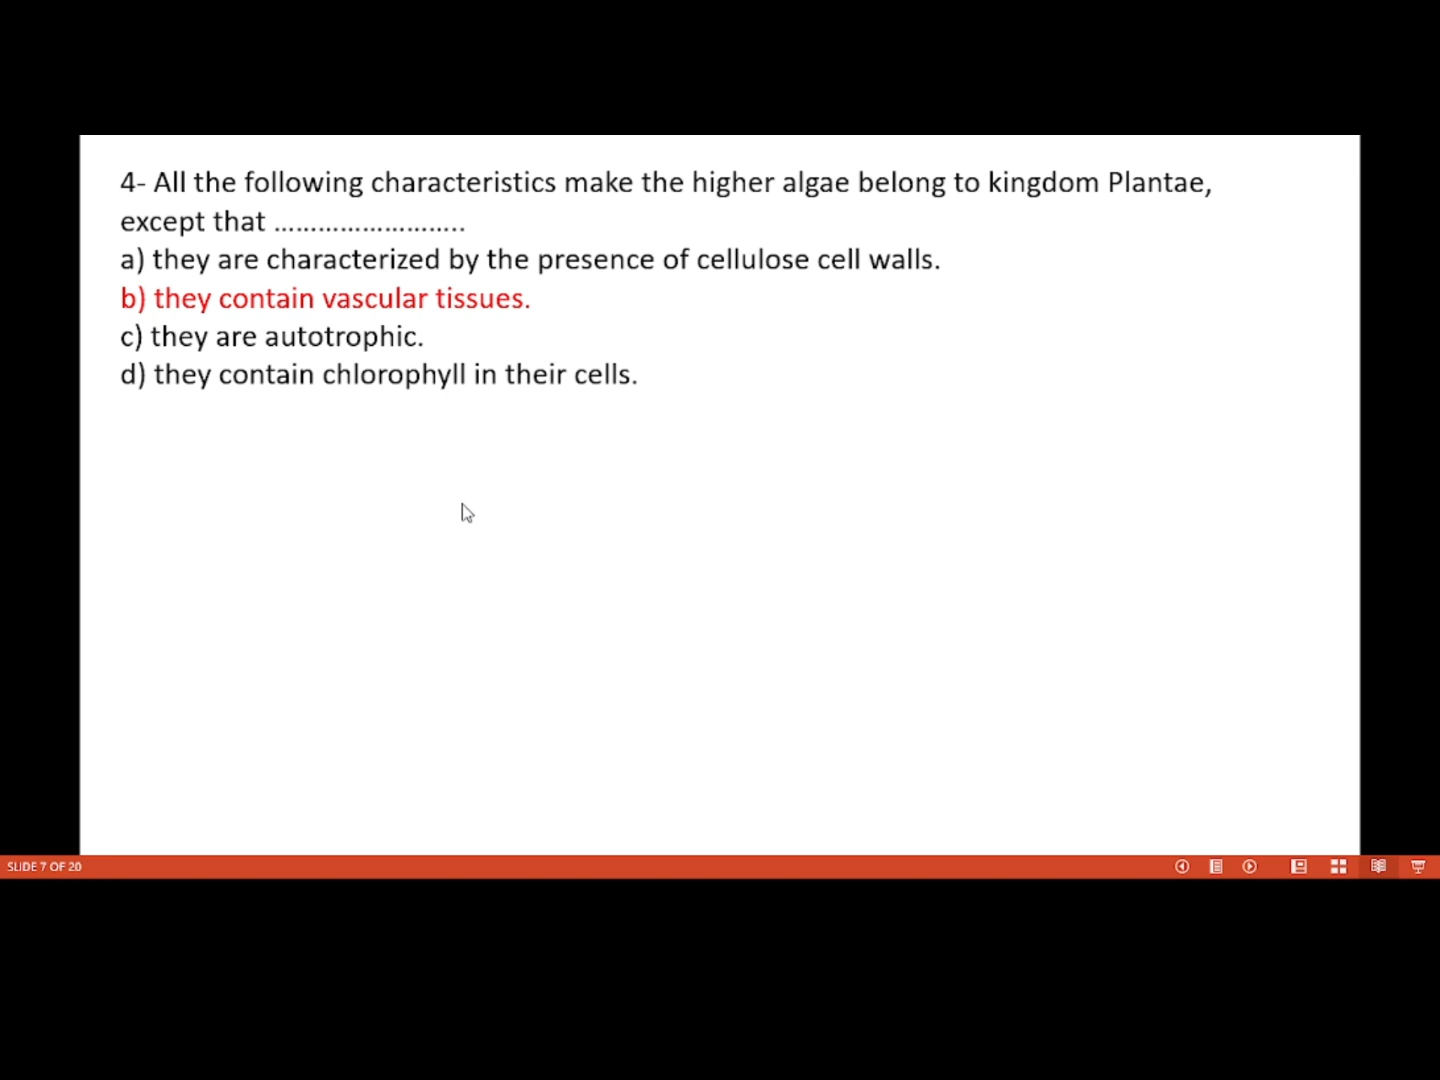 4- All the following characteristics make the higher algae belong to kingdom Plantae,
except that ..........................
a) they are characterized by the presence of cellulose cell walls.
b) they contain vascular tissues.
c) they are autotrophic.
d) they contain chlorophyll in their cells.
SLIDE 7 OF 20